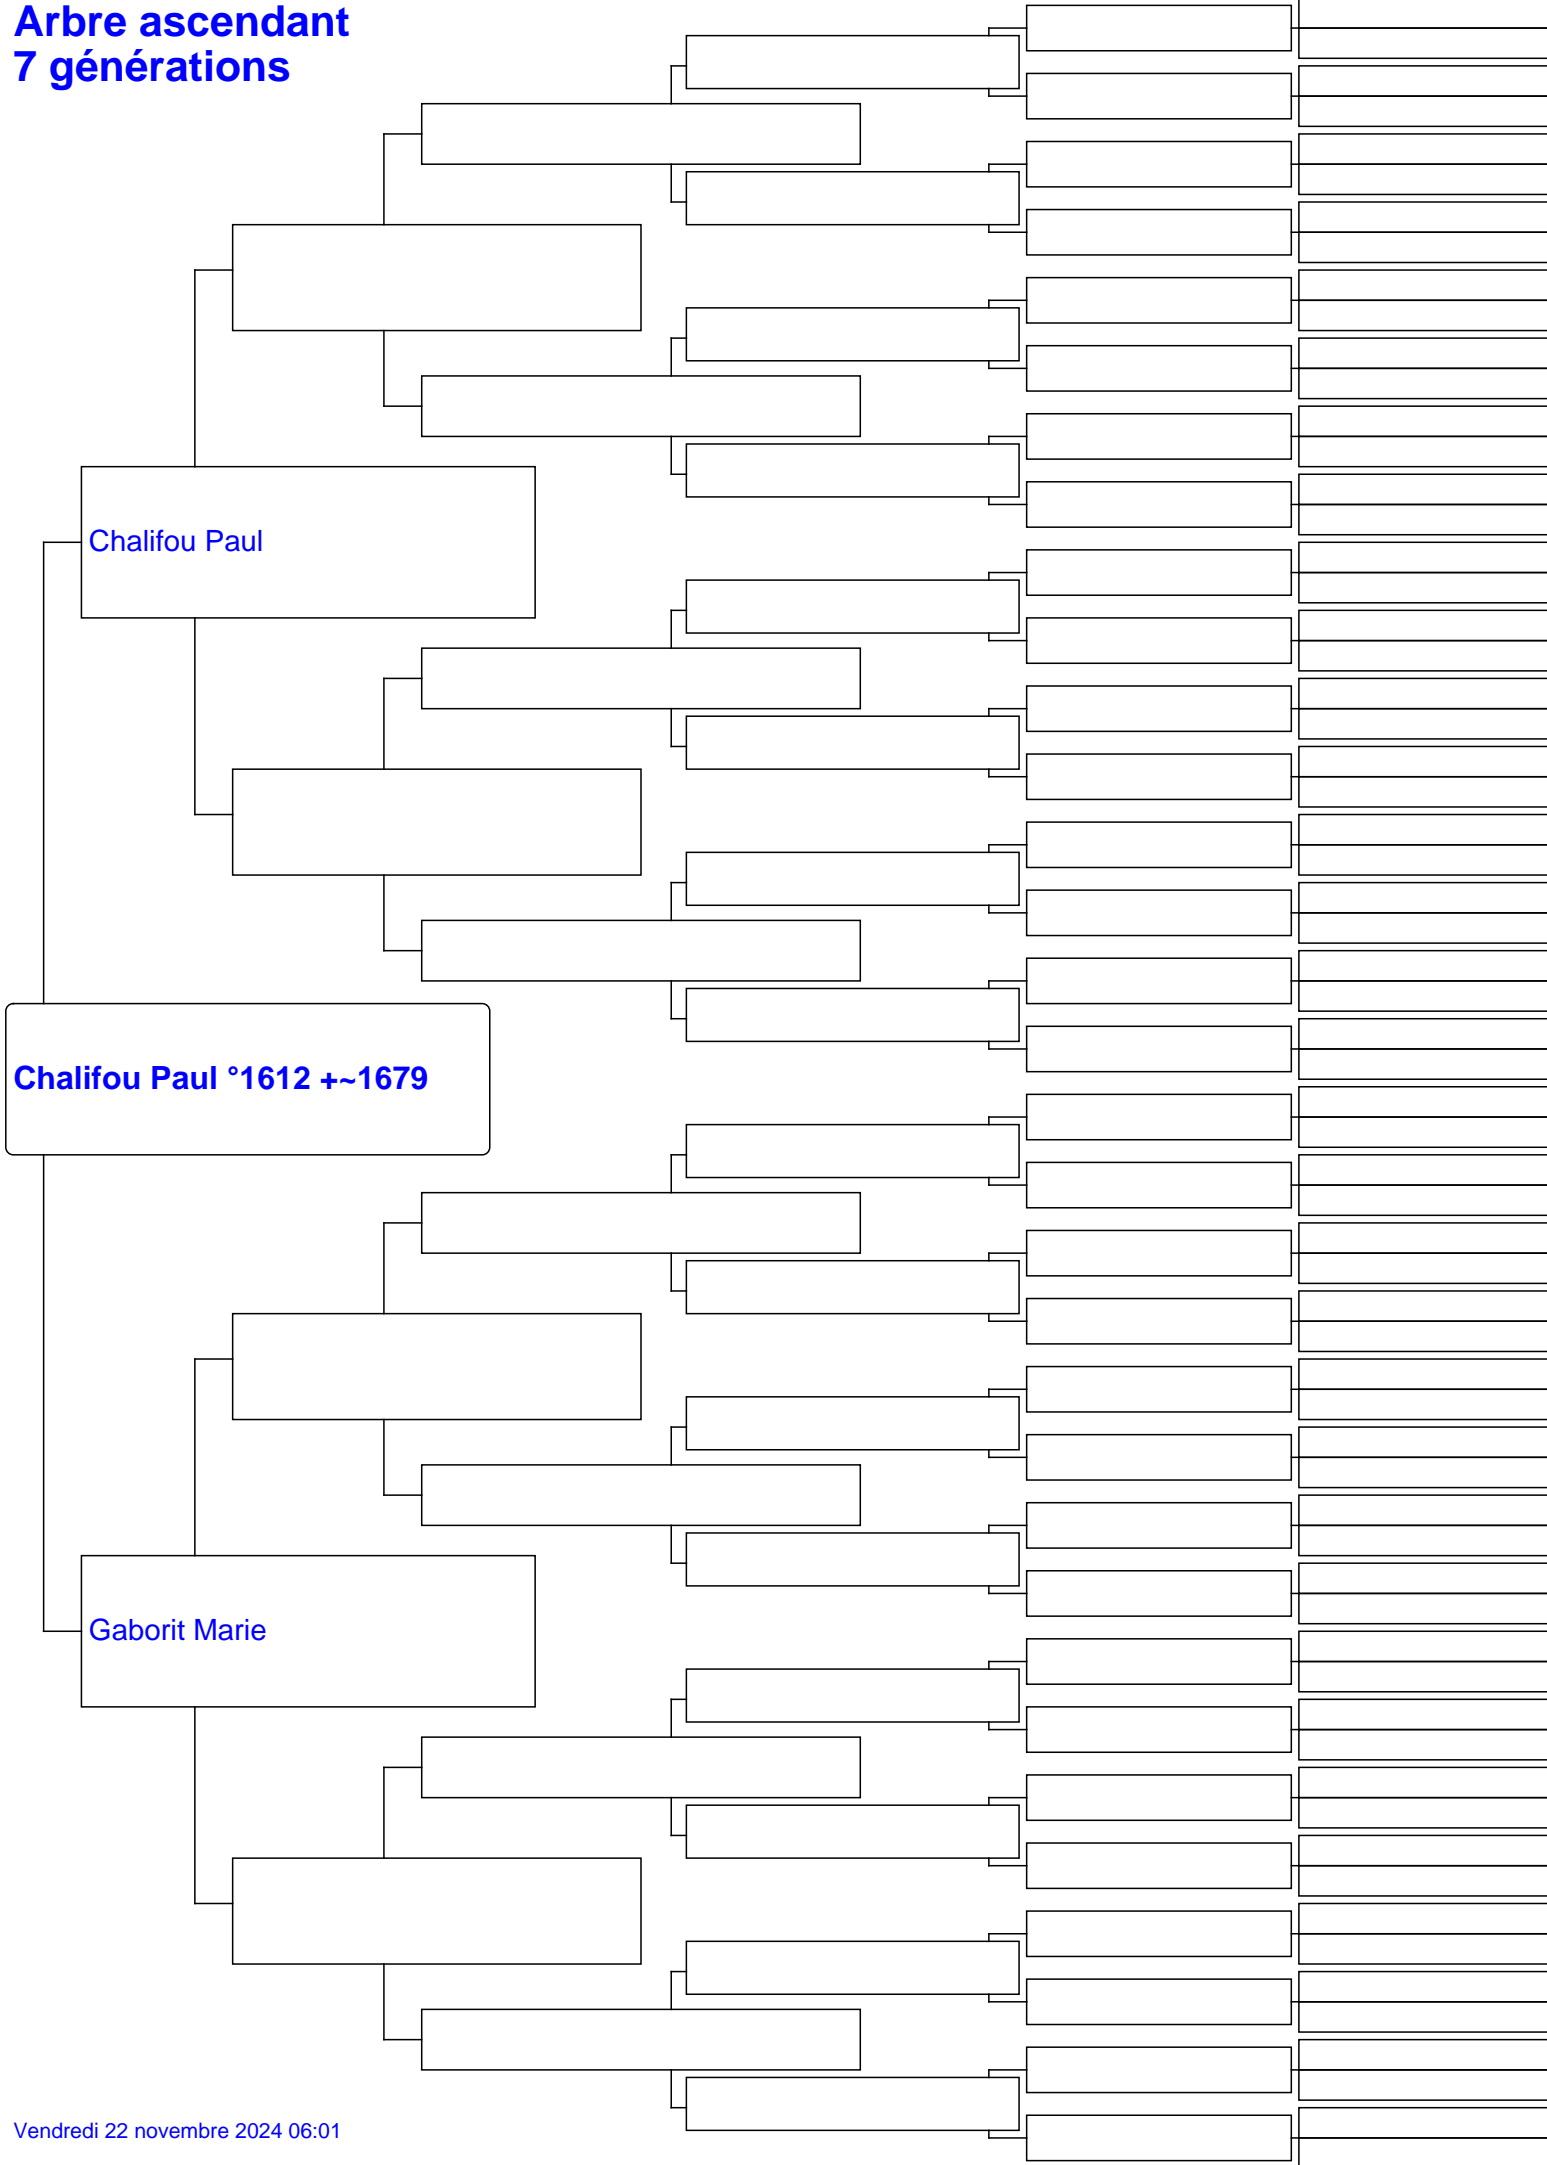 Arbre ascendant
7 générations
Chalifou Paul
Chalifou Paul °1612 +~1679
Gaborit Marie
Vendredi 22 novembre 2024 06:01